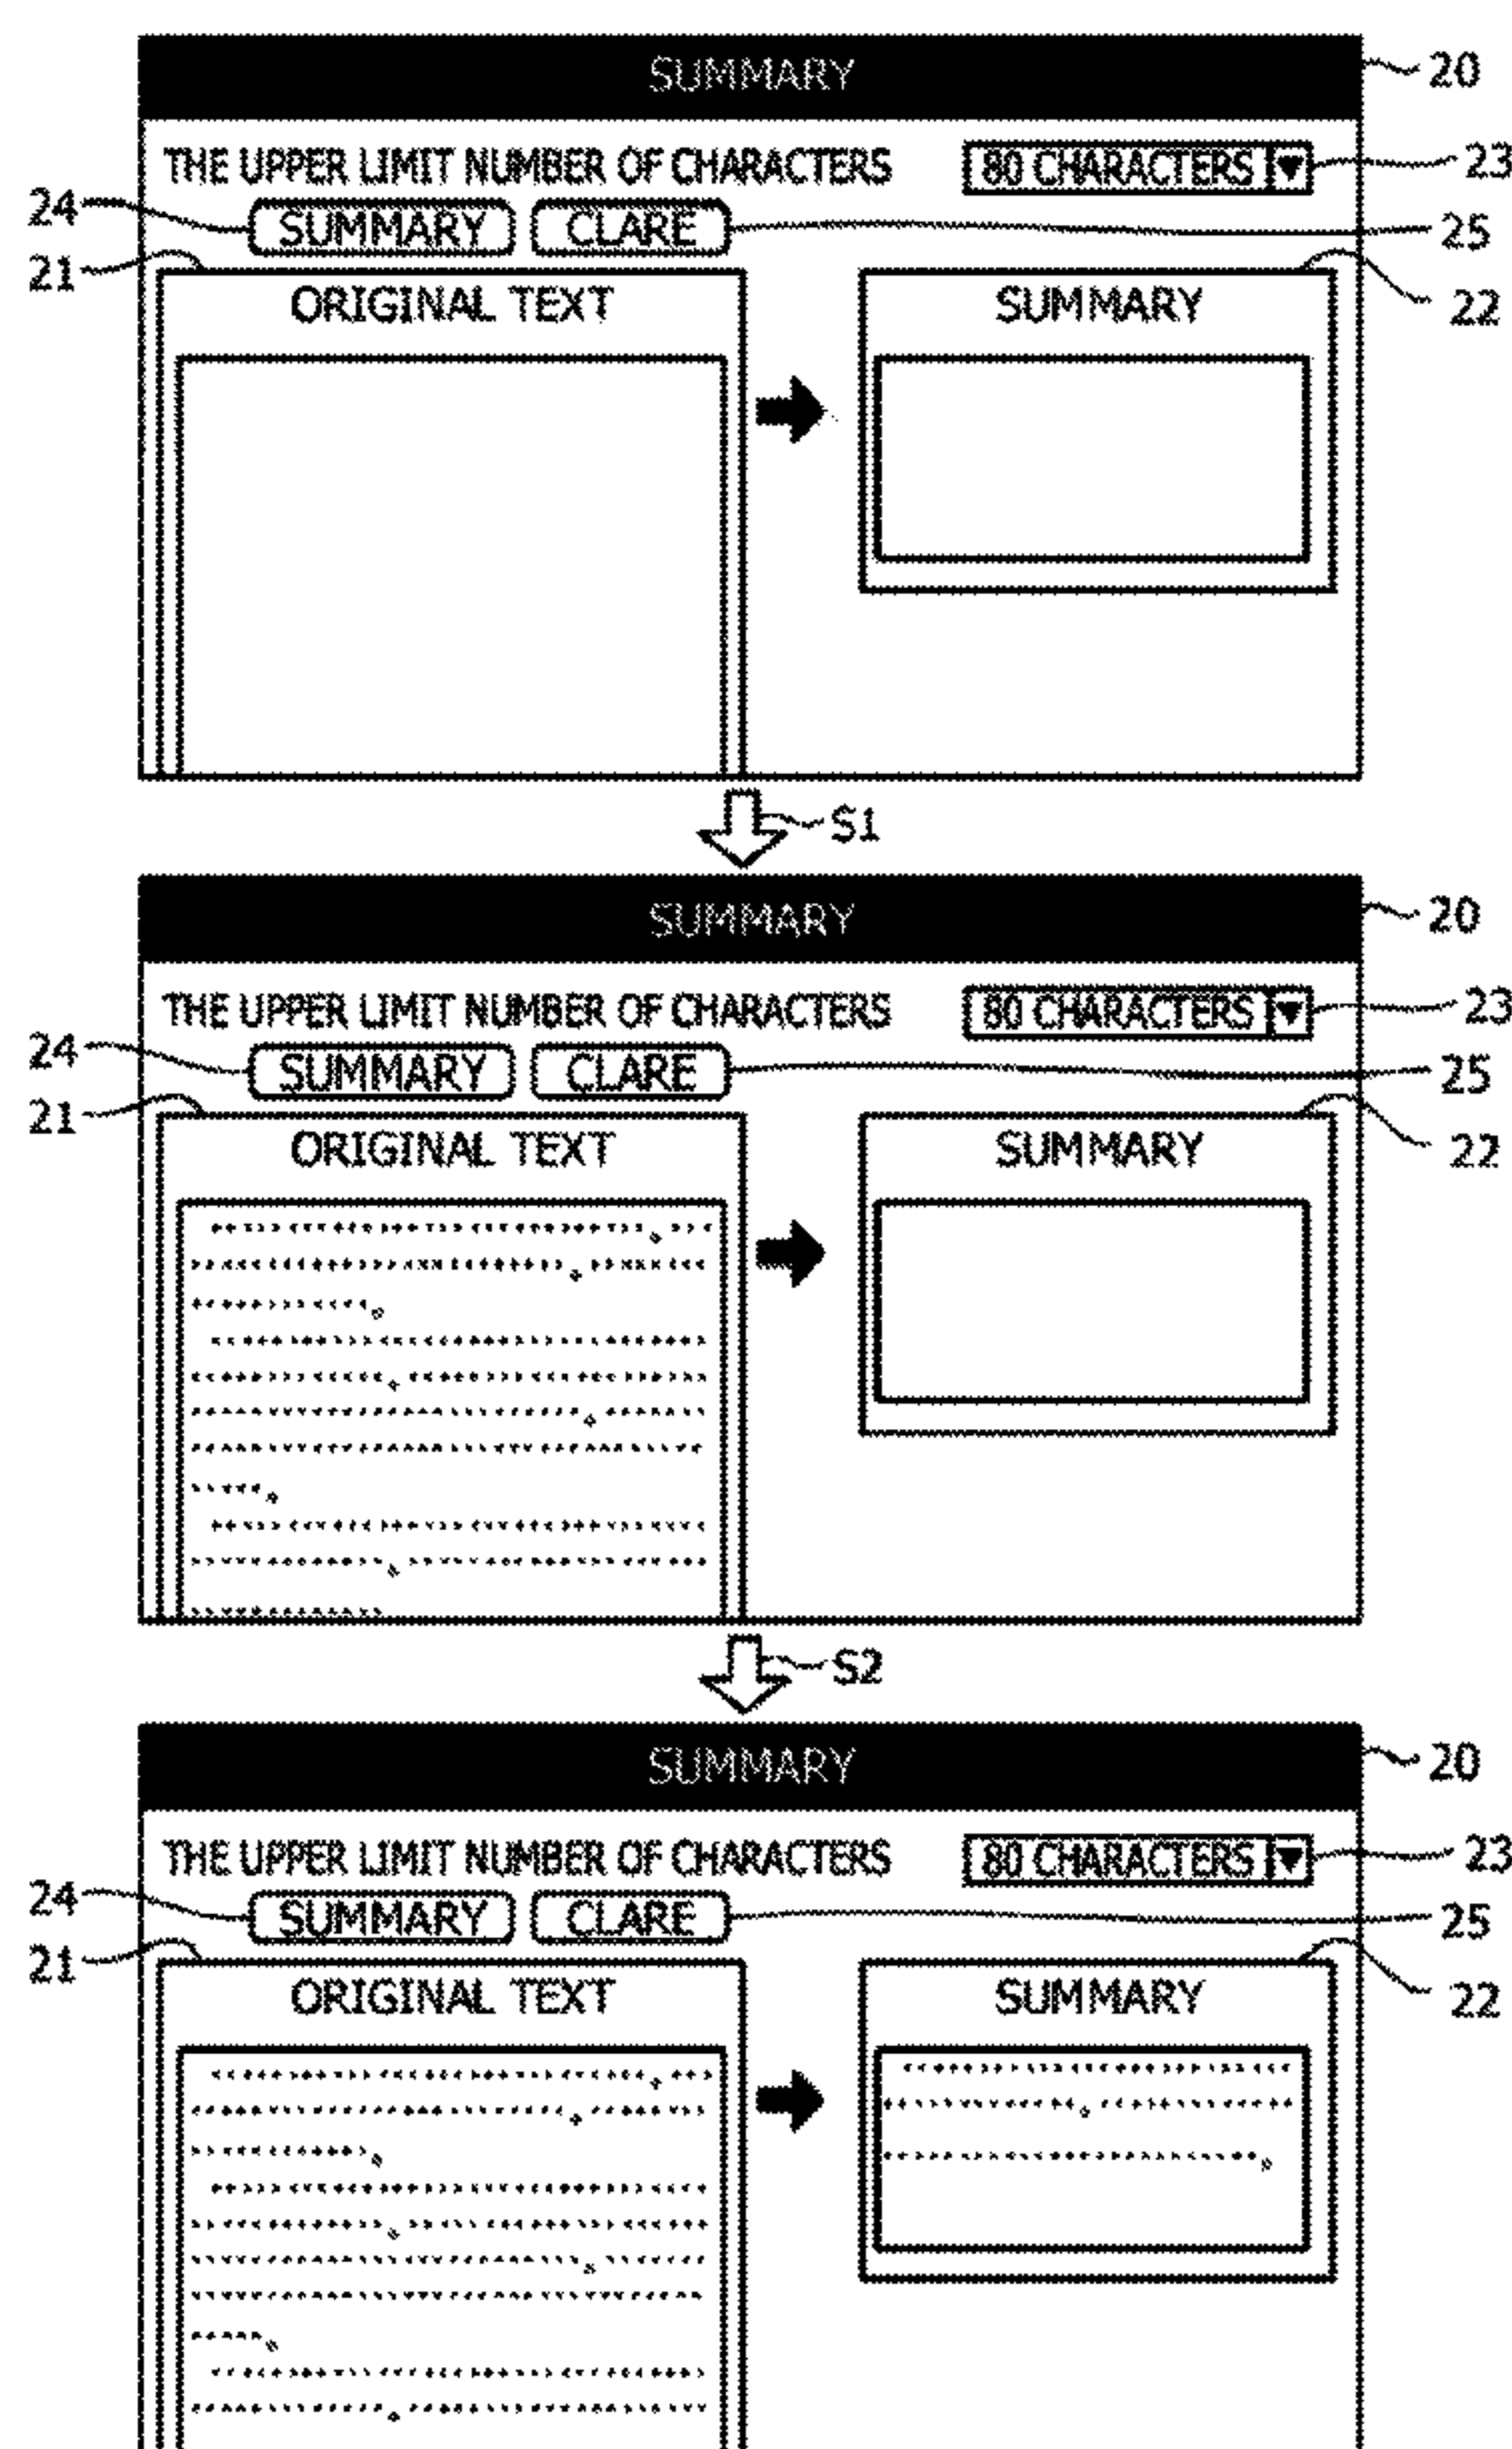 SUMMARY
20
THE UPPER LIMIT NUMBER OF CHARACTERS
80 CHARACTERS
23
24
SUMMARY
CLARE
25
21
ORIGINAL TEXT
SUMMARY
22
S1
SUMMARY
20
THE UPPER LIMIT NUMBER OF CHARACTERS
80 CHARACTERS
23
24
SUMMARY
CLARE
25
21
ORIGINAL TEXT
SUMMARY
22
S2
SUMMARY
20
THE UPPER LIMIT NUMBER OF CHARACTERS
80 CHARACTERS
23
24
SUMMARY
CLARE
25
21
ORIGINAL TEXT
SUMMARY
22